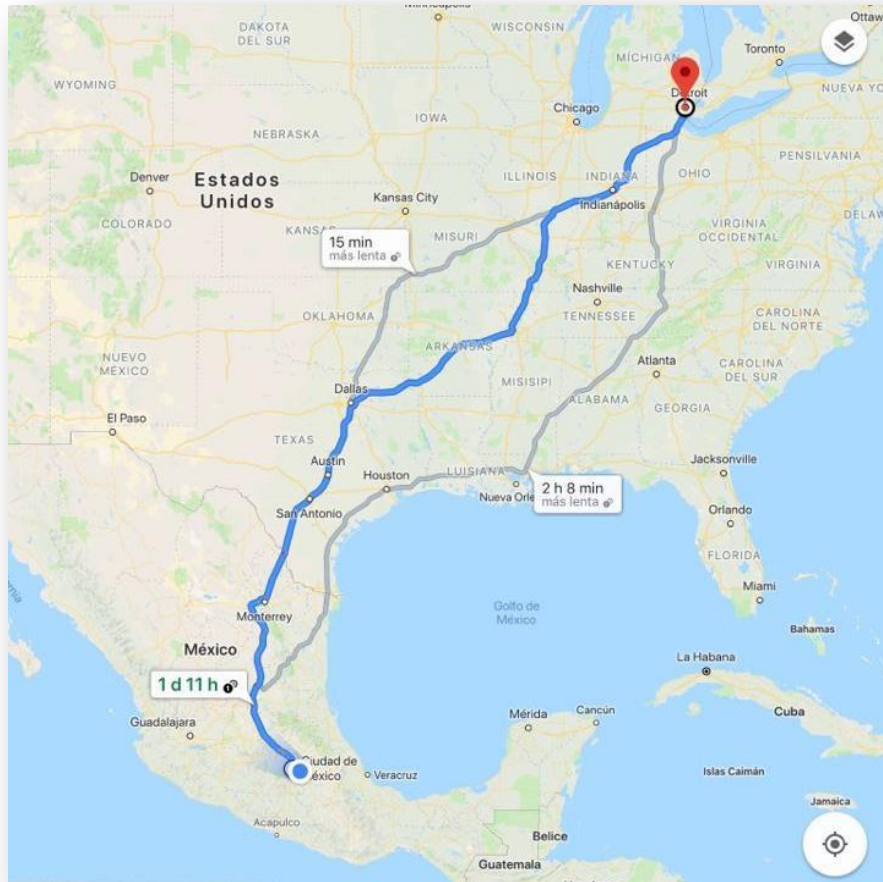 DAKOTA
DEL SUR
WISCONSIN
Ottaw
MÍCHIGAN
Toronto
WYOMING
Detroit
NUEVA YO
Chicago
IOWA
NEBRASKA
PENSILVANIA
Denver
Estados
Unidos
ILLINOIS
INDIANA
OHIO
Indianápolis
Kansas City
COLORADO
KANSAS
MISURI
15 min
más lenta
VIRGINIA
OCCIDENTAL
DELAW
KENTUCKY
VIRGINIA
Nashville
TENNESSEE
OKLAHOMA
CAROLINA
DEL NORTE
ARKANSAS
NUEVO
MÉXICO
Atlanta
CAROLINA
DEL SUR
Dallas
MISISIPI
ALABAMA
GEORGIA
El Paso
TEXAS
Austin
Houston
LUISIANA
Jacksonville
San Antonio
Nueva Orle
2 h 8 min
más lenta
Orlando
FLORIDA
Miami
Monterrey
Golfo de
México
Bahamas
México
La Habana
1 d 11 h
Cuba
Guadalajara
Mérida
Cancún
Ciudad de
México
Veracruz
Islas Caimán
Acapulco
Jamaica
Belice
Guatemala